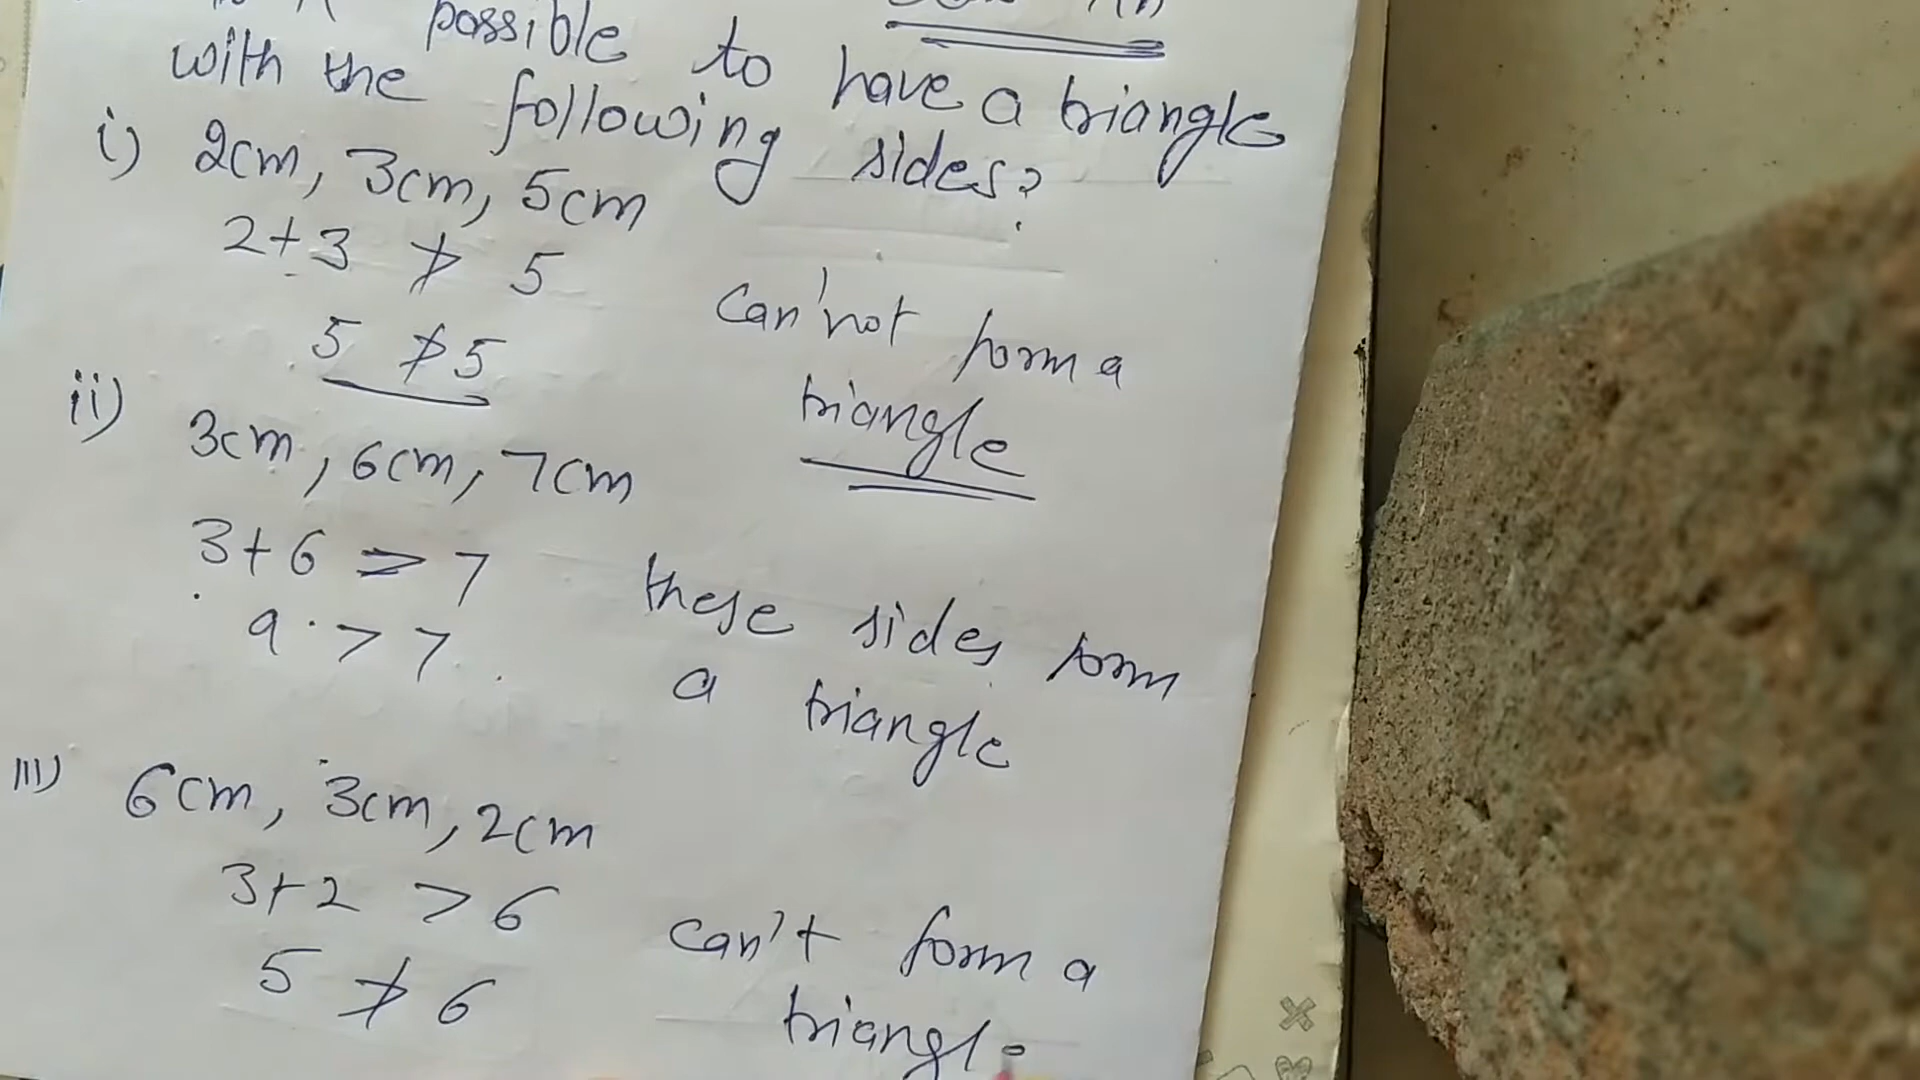 possible to have a triangle
with the following sides?
i) 2cm, 3cm, 5cm
2+3 ≯ 5
5 ≯ 5
can'not form a
triangle
ii) 3cm, 6cm, 7cm
3+6 > 7
9 > 7
these sides form
a triangle
III) 6cm, 3cm, 2cm
3+2 > 6
5 ≯ 6
can't form a
triangle